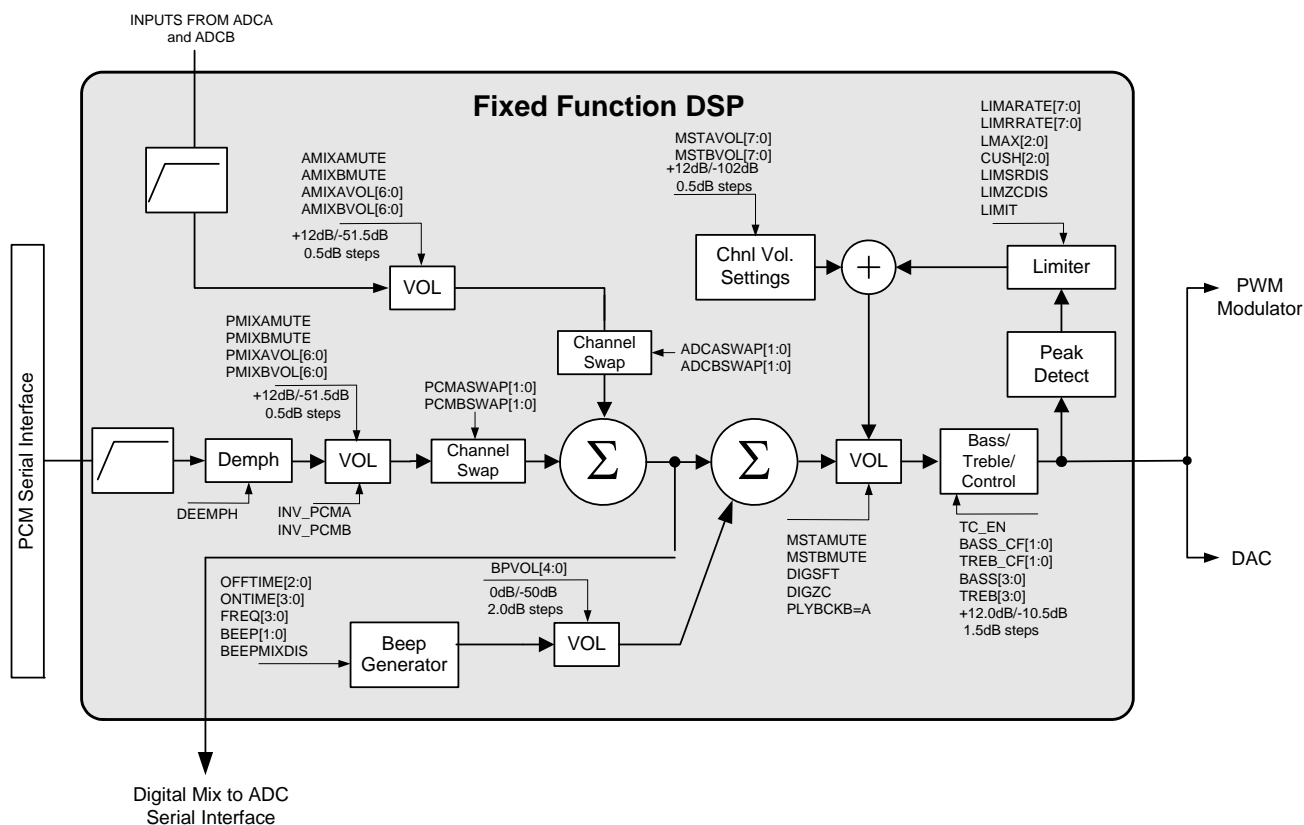 INPUTS FROM ADCA
and ADCB
Fixed Function DSP
LIMARATE[7:0]
LIMRRATE[7:0]
LMAX[2:0]
CUSH[2:0]
LIMSRDIS
LIMZCDIS
LIMIT
MSTAVOL[7:0]
MSTBVOL[7:0]
+12dB/-102dB
0.5dB steps
AMIXAMUTE
AMIXBMUTE
AMIXAVOL[6:0]
AMIXBVOL[6:0]
+12dB/-51.5dB
0.5dB steps
VOL
Chnl Vol.
Settings
+
Limiter
PWM
Modulator
Peak
Detect
Channel
Swap
ADCASWAP[1:0]
ADCBSWAP[1:0]
PMIXAMUTE
PMIXBMUTE
PMIXAVOL[6:0]
PMIXBVOL[6:0]
+12dB/-51.5dB
0.5dB steps
PCMASWAP[1:0]
PCMBSWAP[1:0]
PCM Serial Interface
Demph
VOL
Channel
Swap
Σ
Σ
VOL
Bass/
Treble/
Control
DEEMPH
INV_PCMA
INV_PCMB
MSTAMUTE
MSTBMUTE
DIGSFT
DIGZC
PLYBCKB=A
TC_EN
BASS_CF[1:0]
TREB_CF[1:0]
BASS[3:0]
TREB[3:0]
+12.0dB/-10.5dB
1.5dB steps
DAC
OFFTIME[2:0]
ONTIME[3:0]
FREQ[3:0]
BEEP[1:0]
BEEPMIXDIS
BPVOL[4:0]
0dB/-50dB
2.0dB steps
Beep
Generator
VOL
Digital Mix to ADC
Serial Interface